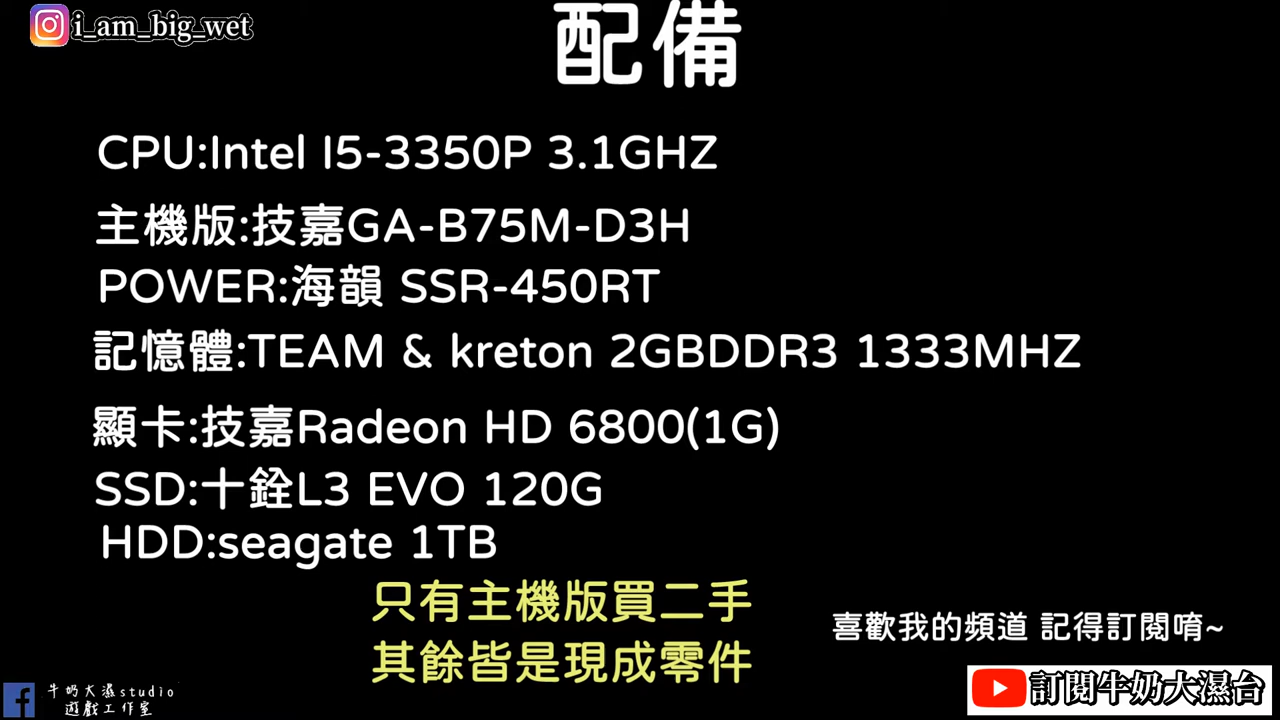 i_am_big_wet
配備
CPU:Intel I5-3350P 3.1GHZ
主機版:技嘉GA-B75M-D3H
POWER:海韻 SSR-450RT
記憶體:TEAM & kreton 2GBDDR3 1333MHZ
顯卡:技嘉Radeon HD 6800(1G)
SSD:十銓L3 EVO 120G
HDD:seagate 1TB
只有主機版買二手
其餘皆是現成零件
喜歡我的頻道 記得訂閱唷~
訂閱牛奶大濕台
牛奶大濕studio
遊戲工作室